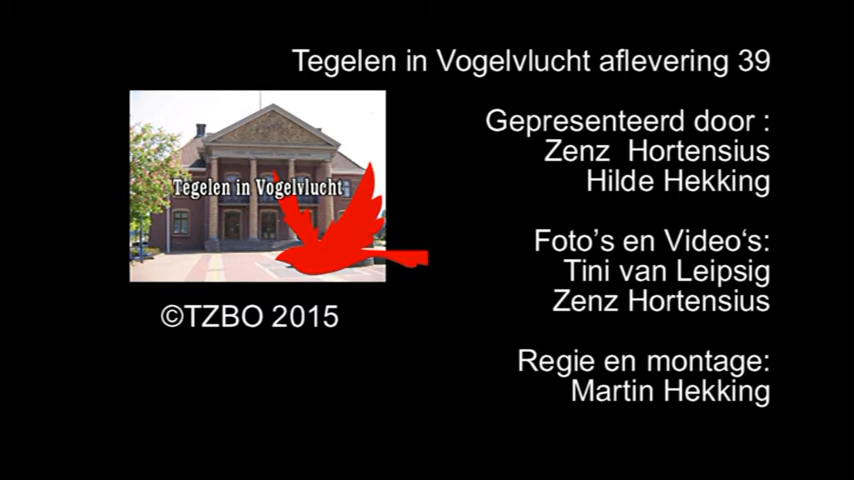 Tegelen in Vogelvlucht aflevering 39
Tegelen in Vogelvlucht
©TZBO 2015
Gepresenteerd door :
Zenz Hortensius
Hilde Hekking
Foto’s en Video‘s:
Tini van Leipsig
Zenz Hortensius
Regie en montage:
Martin Hekking